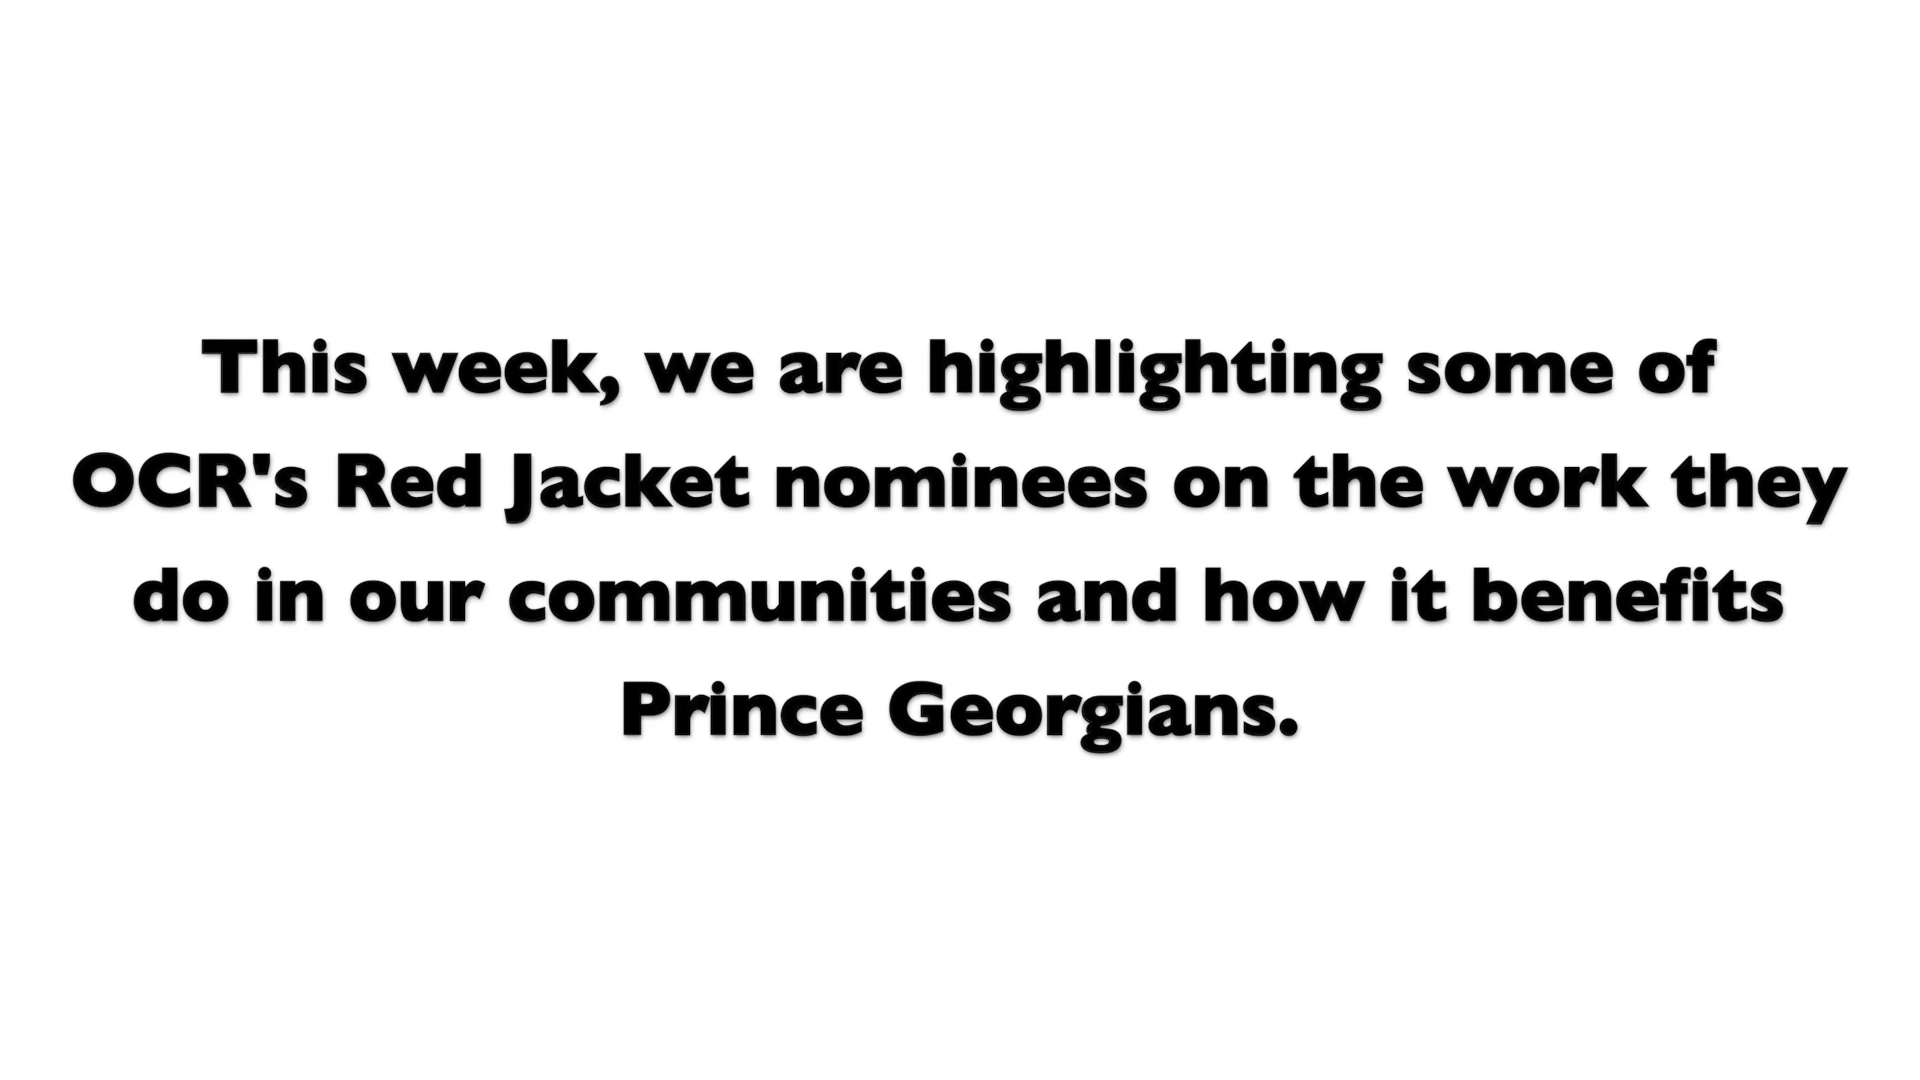 This week, we are highlighting some of
OCR's Red Jacket nominees on the work they
do in our communities and how it benefits
Prince Georgians.